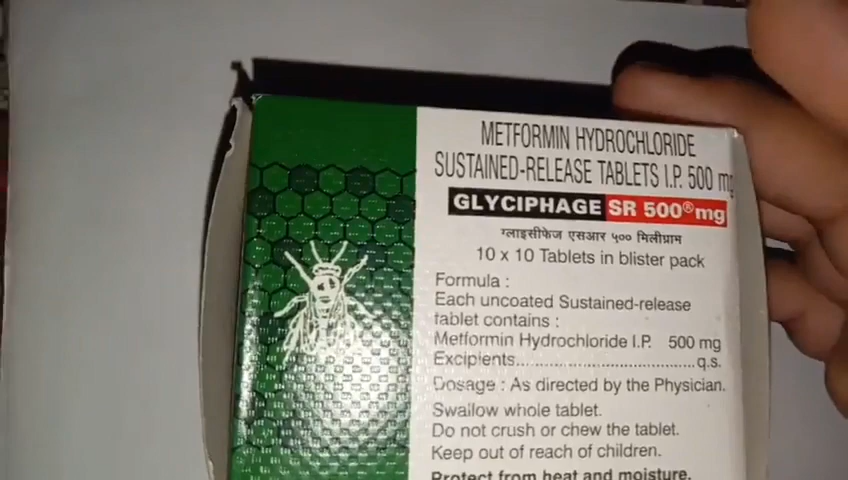 METFORMIN HYDROCHLORIDE
SUSTAINED-RELEASE TABLETS I.P. 500 mg
GLYCIPHAGE SR 500® mg
ग्लाइसीफेज एसआर ५०० मिलीग्राम
10 x 10 Tablets in blister pack
Formula :
Each uncoated Sustained-release
tablet contains :
Metformin Hydrochloride I.P. 500 mg
Excipients..................................q.s.
Dosage : As directed by the Physician.
Swallow whole tablet.
Do not crush or chew the tablet.
Keep out of reach of children.
Protect from heat and moisture.